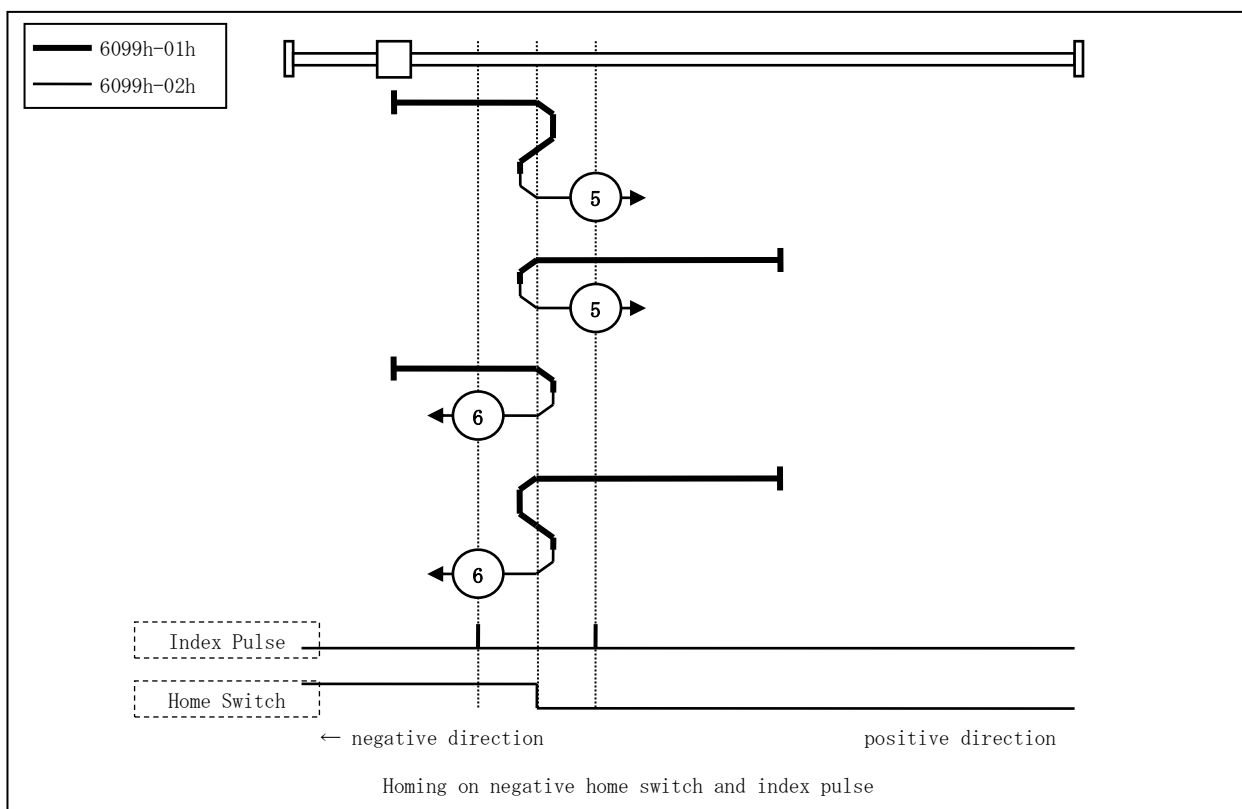 6099h-01h
6099h-02h
5
5
6
6
Index Pulse
Home Switch
← negative direction positive direction
Homing on negative home switch and index pulse